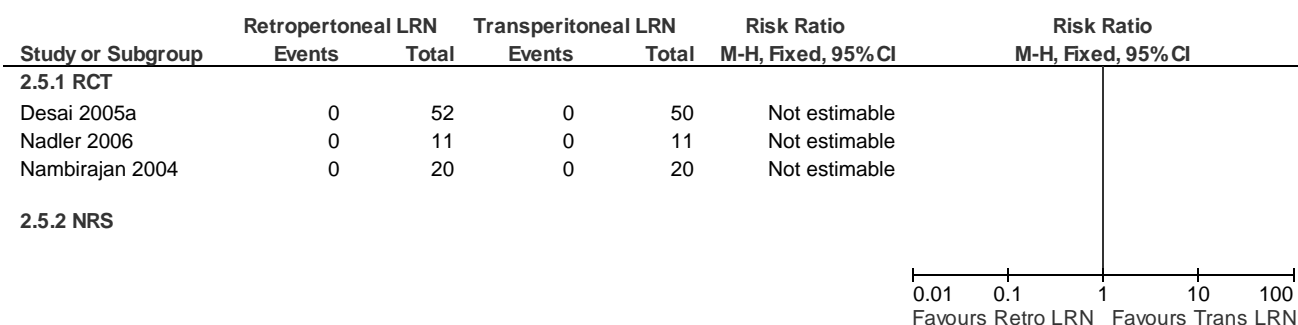 Retropertoneal LRN Transperitoneal LRN Risk Ratio Risk Ratio
Study or Subgroup Events Total Events Total M-H, Fixed, 95% CI M-H, Fixed, 95% CI
2.5.1 RCT
Desai 2005a 0 52 0 50 Not estimable
Nadler 2006 0 11 0 11 Not estimable
Nambirajan 2004 0 20 0 20 Not estimable
2.5.2 NRS
0.01 0.1 1 10 100
Favours Retro LRN Favours Trans LRN